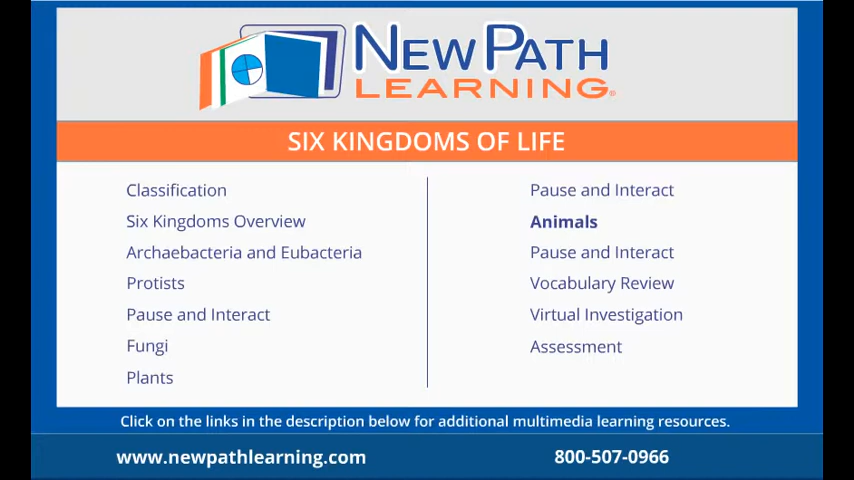 NEWPATH
LEARNING®
SIX KINGDOMS OF LIFE
Classification
Six Kingdoms Overview
Archaebacteria and Eubacteria
Protists
Pause and Interact
Fungi
Plants
Pause and Interact
Animals
Pause and Interact
Vocabulary Review
Virtual Investigation
Assessment
Click on the links in the description below for additional multimedia learning resources.
www.newpathlearning.com
800-507-0966